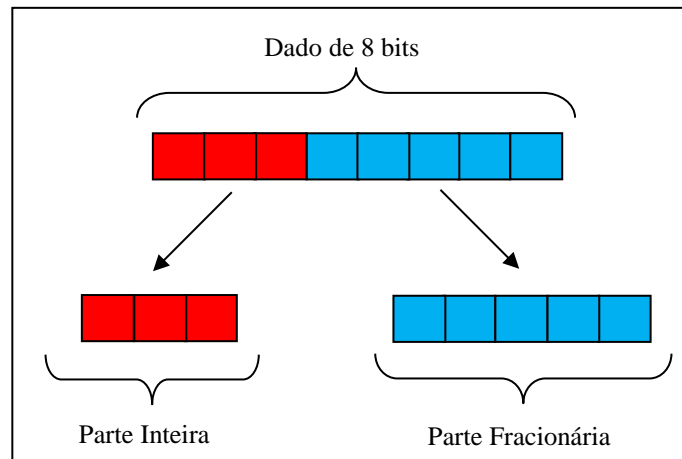 Dado de 8 bits
Parte Inteira
Parte Fracionária